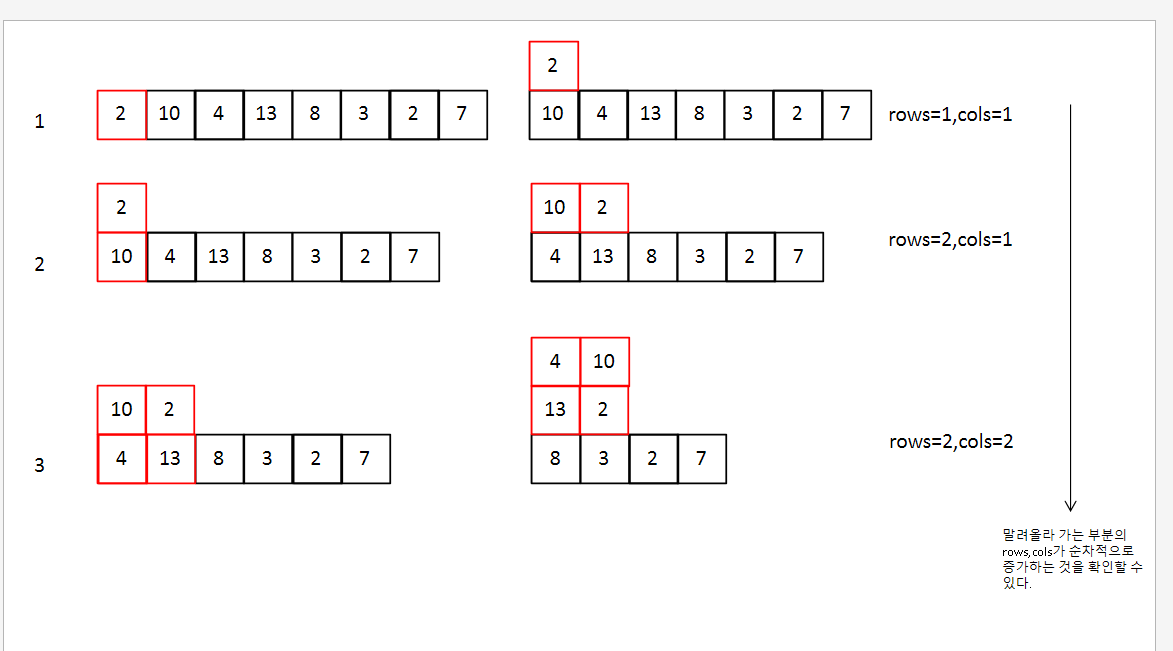 2
1 2 10 4 13 8 3 2 7 10 4 13 8 3 2 7 rows=1,cols=1
2 10 2
2 10 4 13 8 3 2 7 4 13 8 3 2 7 rows=2,cols=1
4 10
10 2 13 2
3 4 13 8 3 2 7 8 3 2 7 rows=2,cols=2
말려올라 가는 부분의
rows,cols가 순차적으로
증가하는 것을 확인할 수
있다.